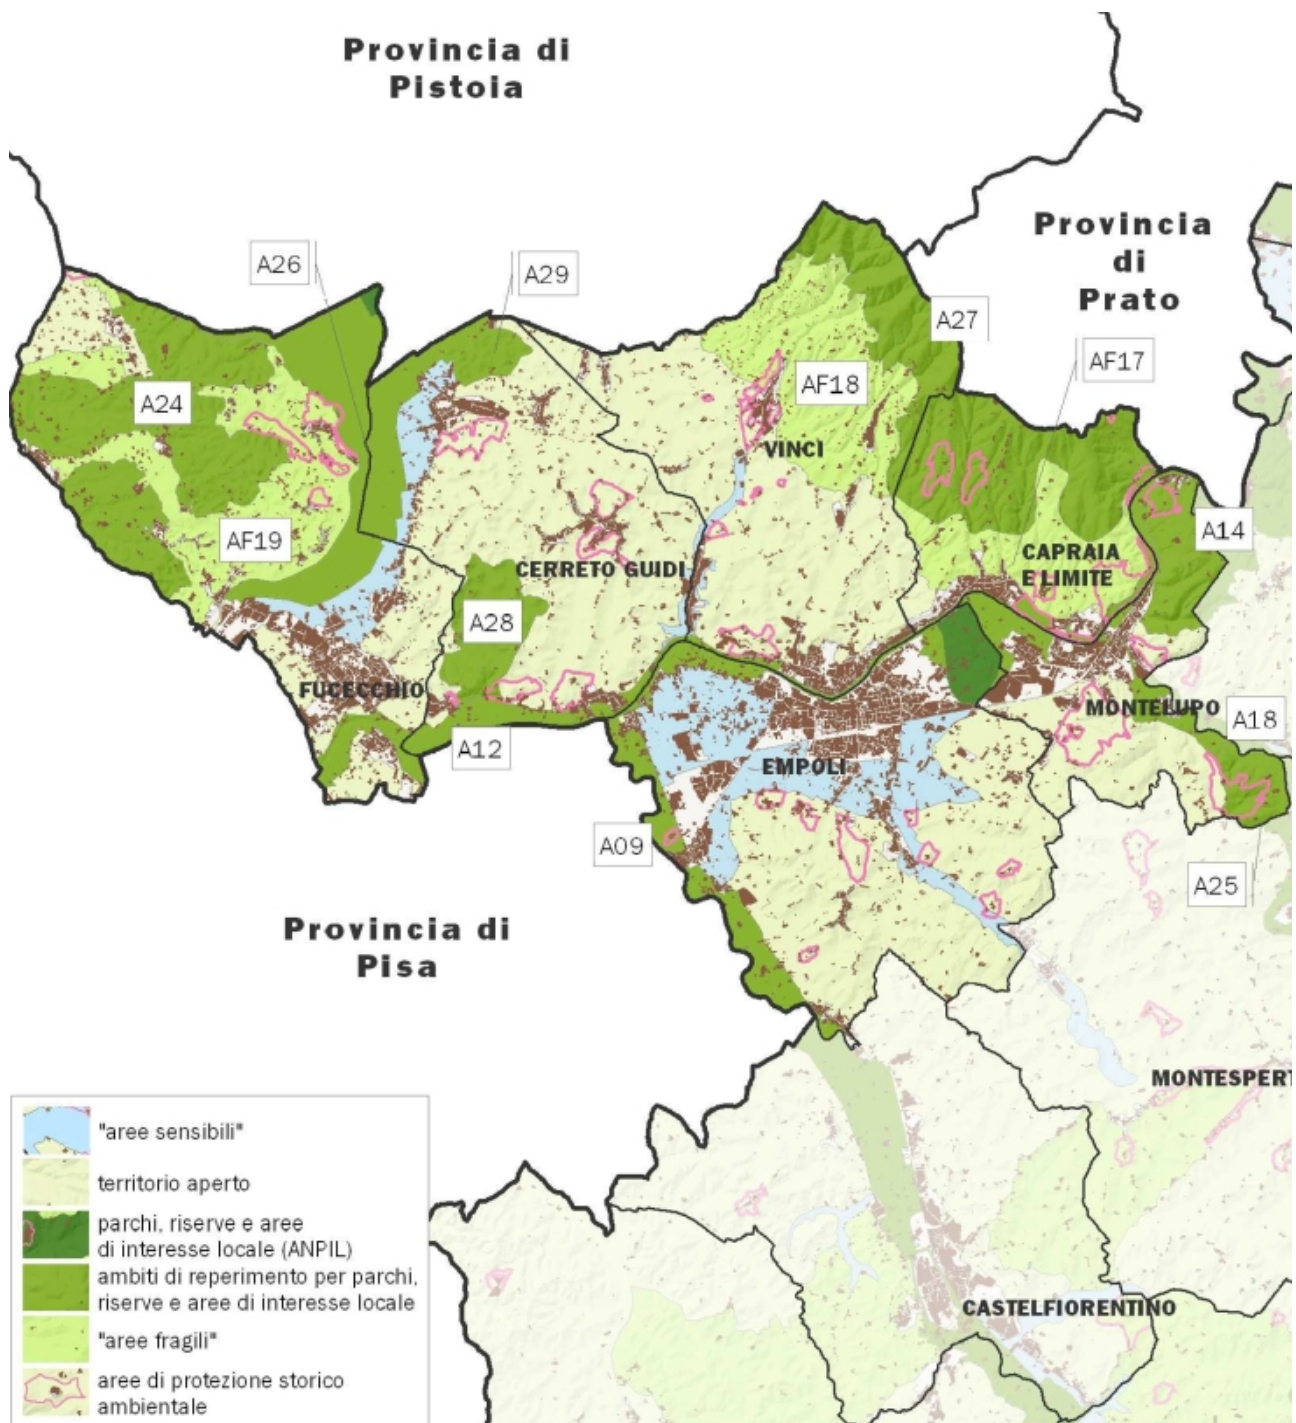 Provincia di
Pistoia
Provincia
di
Prato
A26
A29
A27
AF17
AF18
A24
VINCI
A14
AF19
CERRETO GUIDI
CAPRAIA
E LIMITE
A28
FUCECCHIO
MONTELUPO
A18
A12
EMPOLI
A09
A25
Provincia di
Pisa
MONTESPERT
"aree sensibili"
territorio aperto
parchi, riserve e aree
di interesse locale (ANPIL)
ambiti di reperimento per parchi,
riserve e aree di interesse locale
"aree fragili"
aree di protezione storico
ambientale
CASTELFIORENTINO